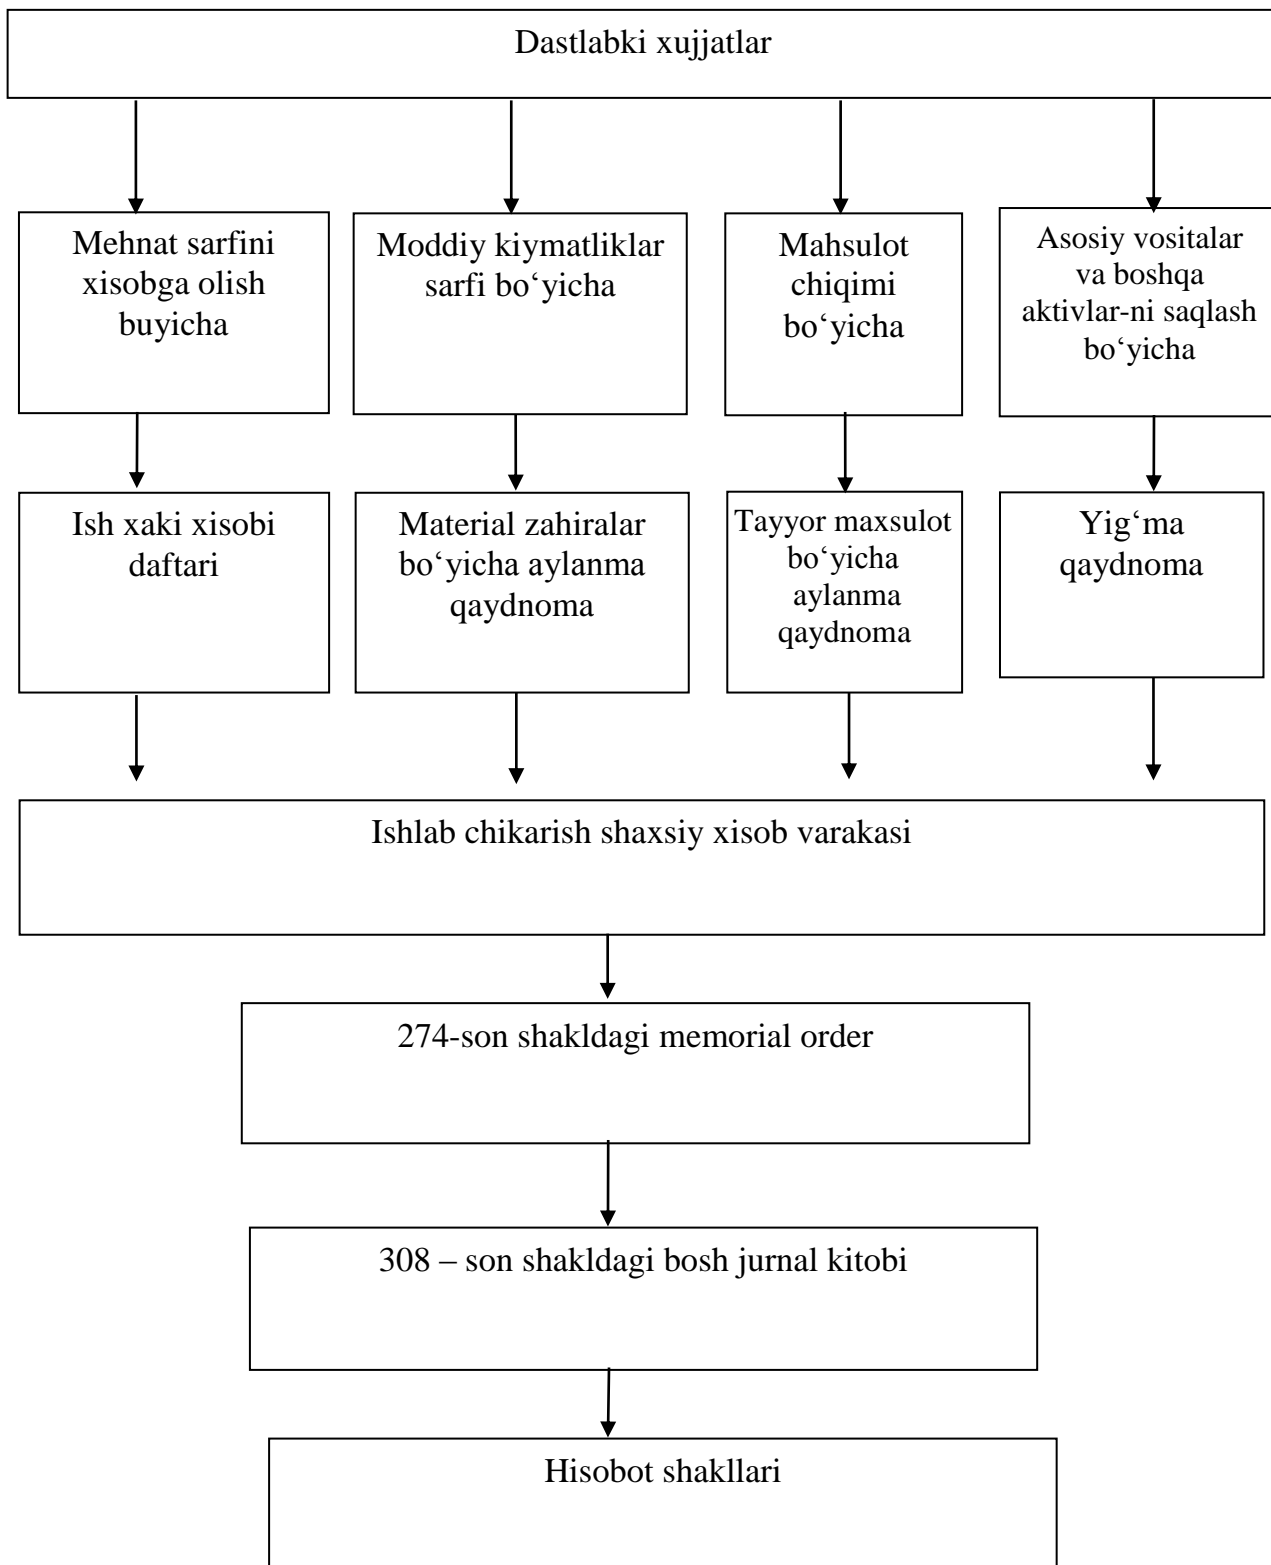 Dastlabki xujjatlar
Mehnat sarfini
xisobga olish
buyicha
Moddiy kiymatliklar
sarfi bo‘yicha
Mahsulot
chiqimi
bo‘yicha
Asosiy vositalar
va boshqa
aktivlar-ni saqlash
bo‘yicha
Ish xaki xisobi
daftari
Material zahiralar
bo‘yicha aylanma
qaydnoma
Tayyor maxsulot
bo‘yicha
aylanma
qaydnoma
Yig‘ma
qaydnoma
Ishlab chikarish shaxsiy xisob varakasi
274-son shakldagi memorial order
308 – son shakldagi bosh jurnal kitobi
Hisobot shakllari